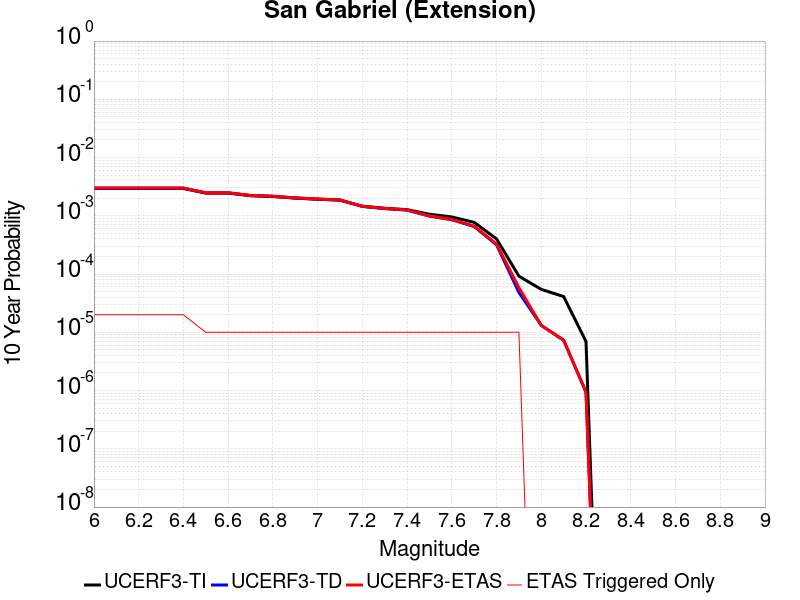 San Gabriel (Extension)
10^0
10^-1
10^-2
10^-3
10^-4
10^-5
10^-6
10^-7
10^-8
10 Year Probability
6 6.2 6.4 6.6 6.8 7 7.2 7.4 7.6 7.8 8 8.2 8.4 8.6 8.8 9
Magnitude
UCERF3-TI UCERF3-TD UCERF3-ETAS ETAS Triggered Only